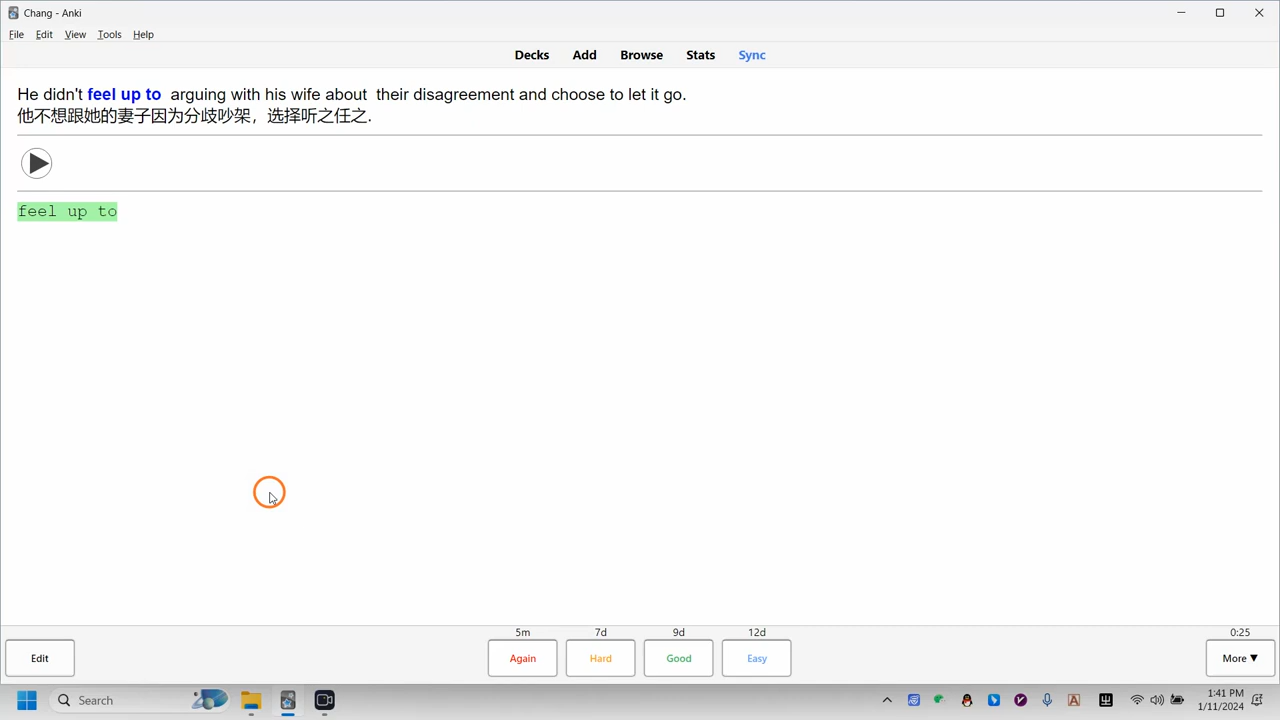 Chang - Anki
File Edit View Tools Help
Decks Add Browse Stats Sync
He didn't feel up to arguing with his wife about their disagreement and choose to let it go.
他不想跟她的妻子因为分歧吵架，选择听之任之.
feel up to
5m 7d 9d 12d 0:25
Edit Again Hard Good Easy More ▼
Search
1:41 PM
1/11/2024